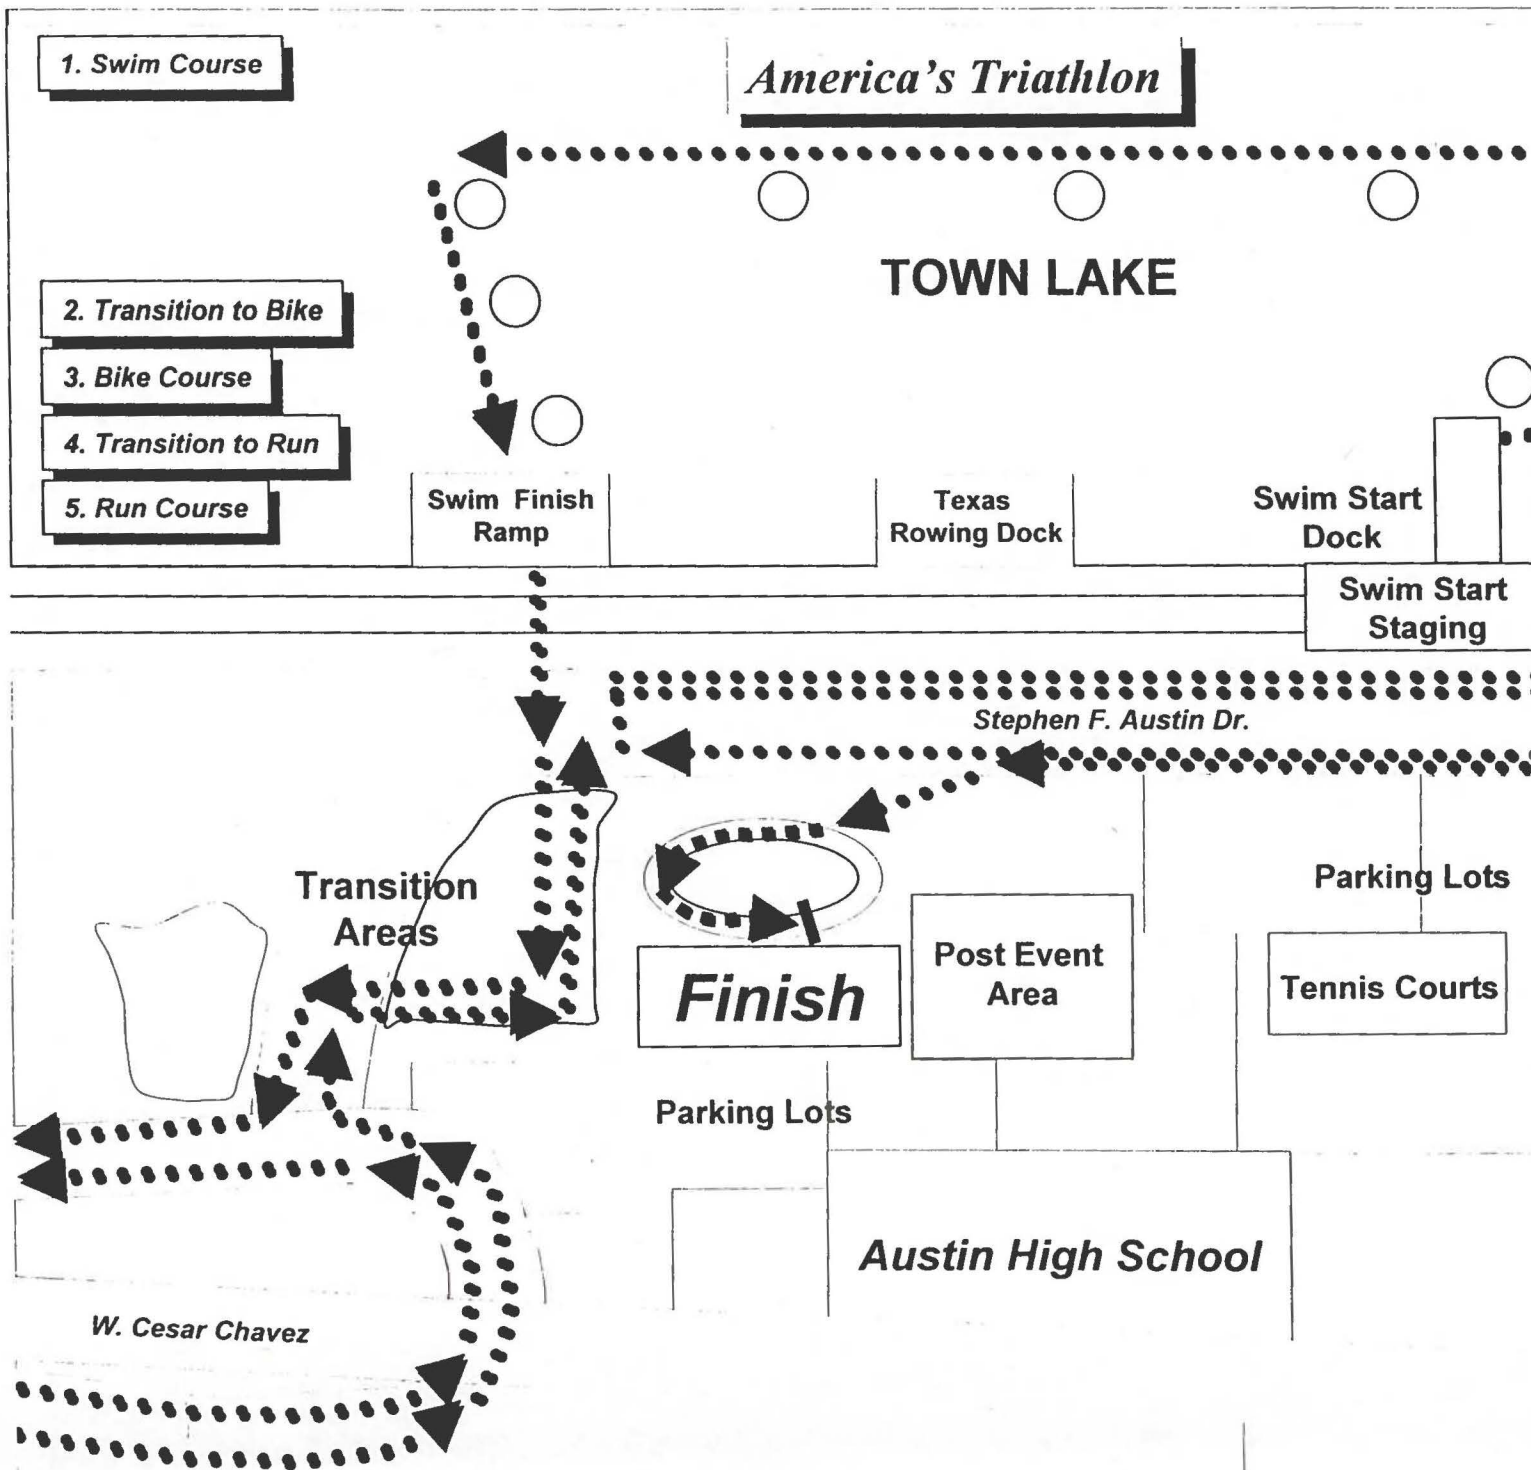 1. Swim Course
America's Triathlon
TOWN LAKE
2. Transition to Bike
3. Bike Course
4. Transition to Run
5. Run Course
Swim Finish
Ramp
Texas
Rowing Dock
Swim Start
Dock
Swim Start
Staging
Stephen F. Austin Dr.
Transition
Areas
Parking Lots
Finish
Post Event
Area
Tennis Courts
Parking Lots
Austin High School
W. Cesar Chavez